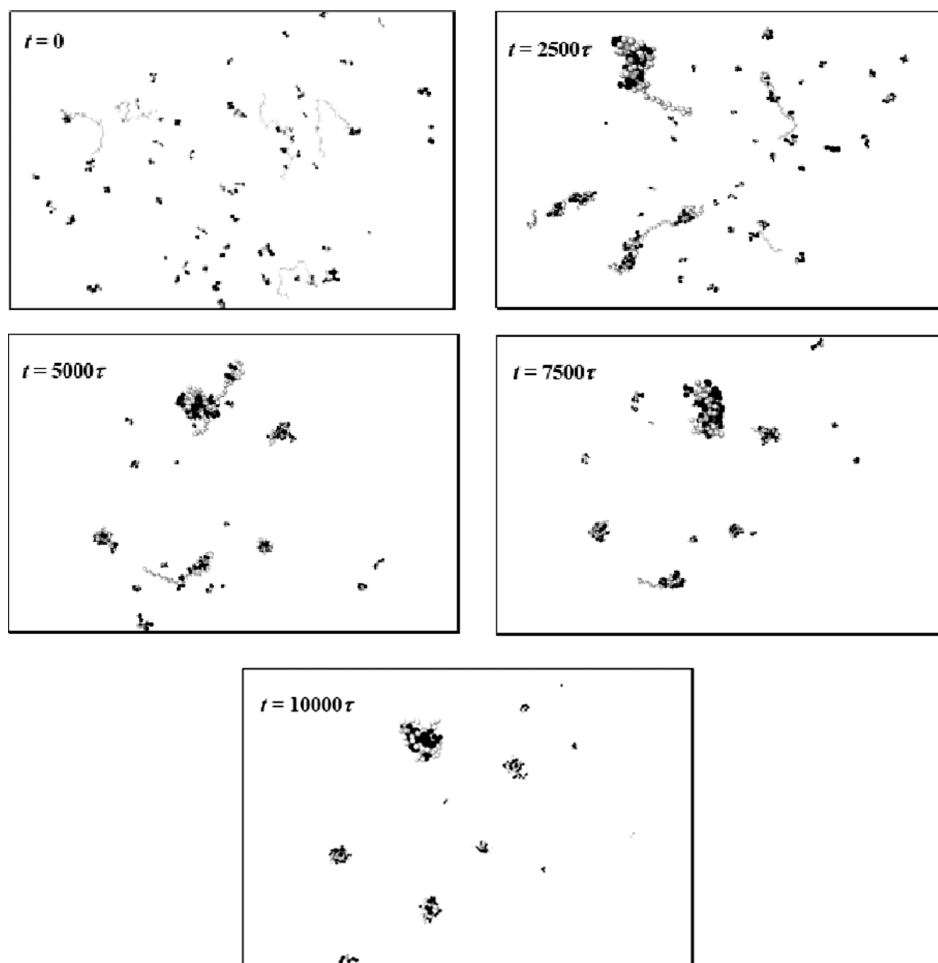 t = 0
t = 2500τ
t = 5000τ
t = 7500τ
t = 10000τ